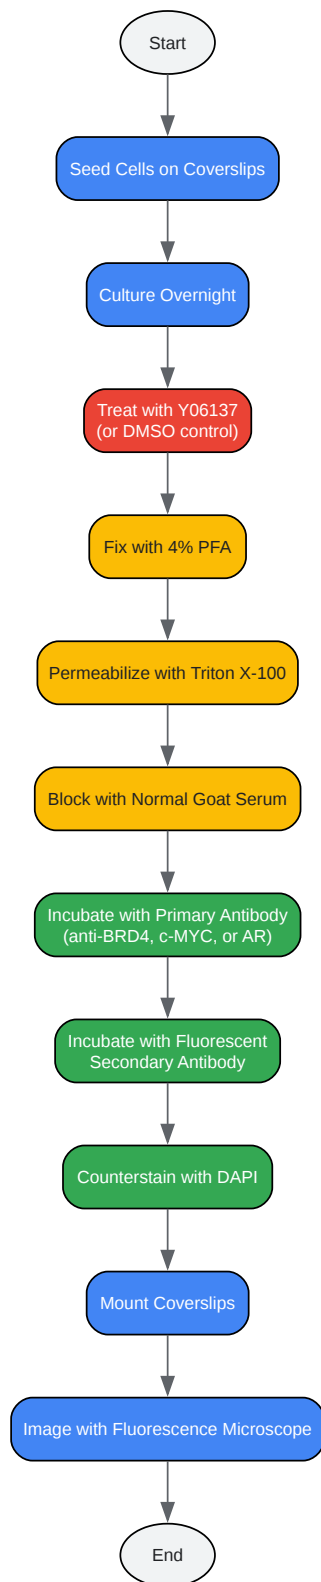 Start
Seed Cells on Coverslips
Culture Overnight
Treat with Y06137
(or DMSO control)
Fix with 4% PFA
Permeabilize with Triton X-100
Block with Normal Goat Serum
Incubate with Primary Antibody
(anti-BRD4, c-MYC, or AR)
Incubate with Fluorescent
Secondary Antibody
Counterstain with DAPI
Mount Coverslips
Image with Fluorescence Microscope
End